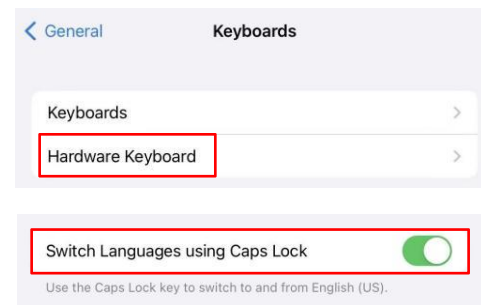 General Keyboards
Keyboards
Hardware Keyboard
Switch Languages using Caps Lock
Use the Caps Lock key to switch to and from English (US).